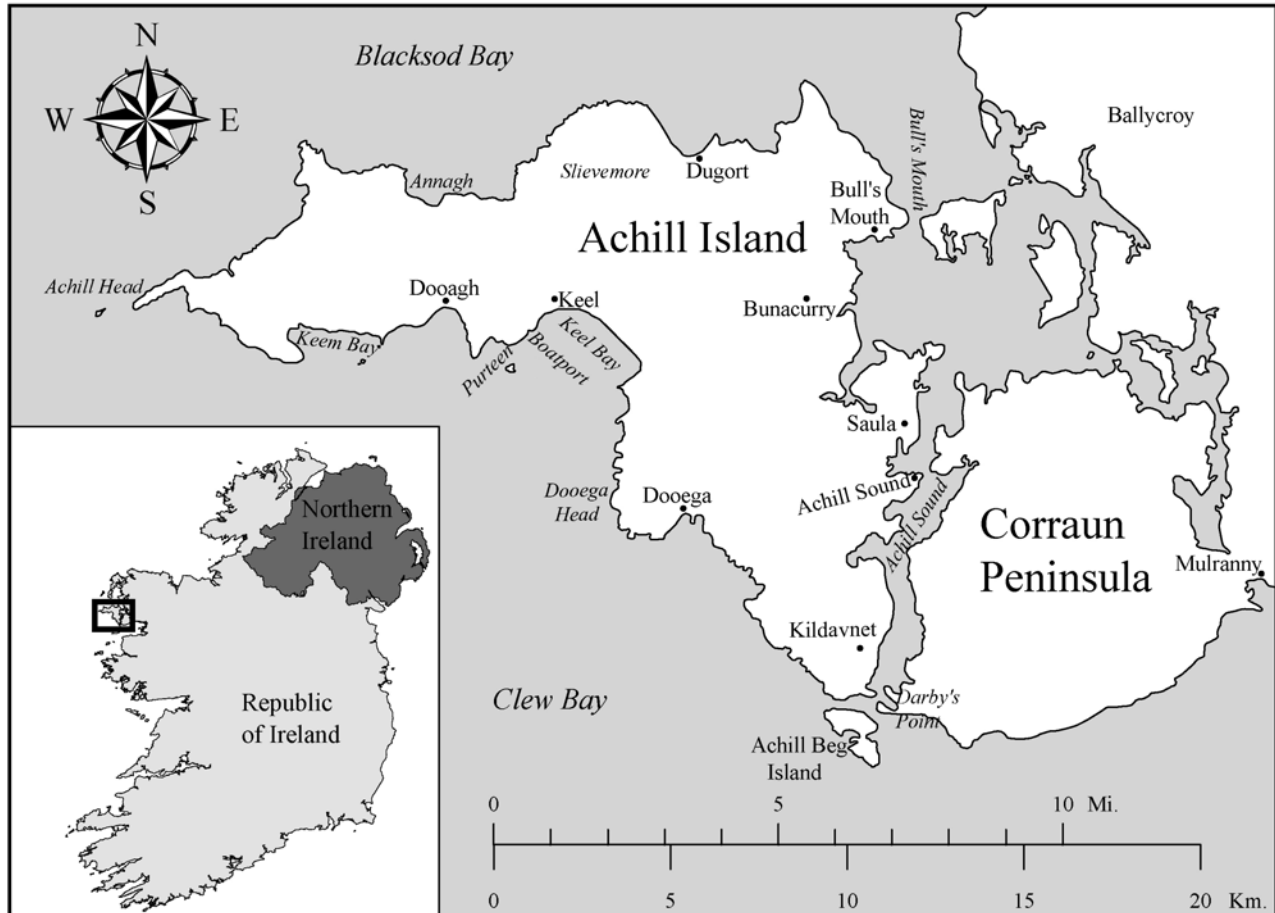 N
W
E
S
Blacksod Bay
Ballycroy
Bull's Mouth
Annagh
Slievemore
Dugort
Bull's
Mouth
Achill Island
Achill Head
Dooagh
Keel
Bunacurry
Keem Bay
Purteen
Boatport
Keel Bay
Saula
Achill Sound
Achill Sound
Dooega
Head
Dooega
Corraun
Peninsula
Mulranny
Kildavnet
Clew Bay
Darby's
Point
Achill Beg
Island
Northern
Ireland
Republic
of Ireland
0 5 10 Mi.
0 5 10 15 20 Km.